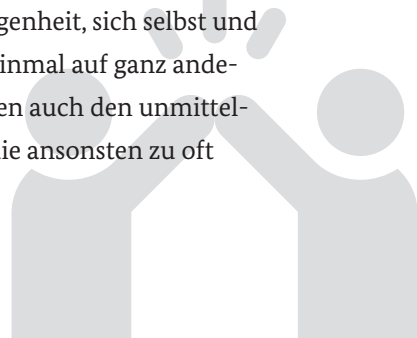 genheit, sich selbst und
inmal auf ganz ande-
en auch den unmittel-
ie ansonsten zu oft